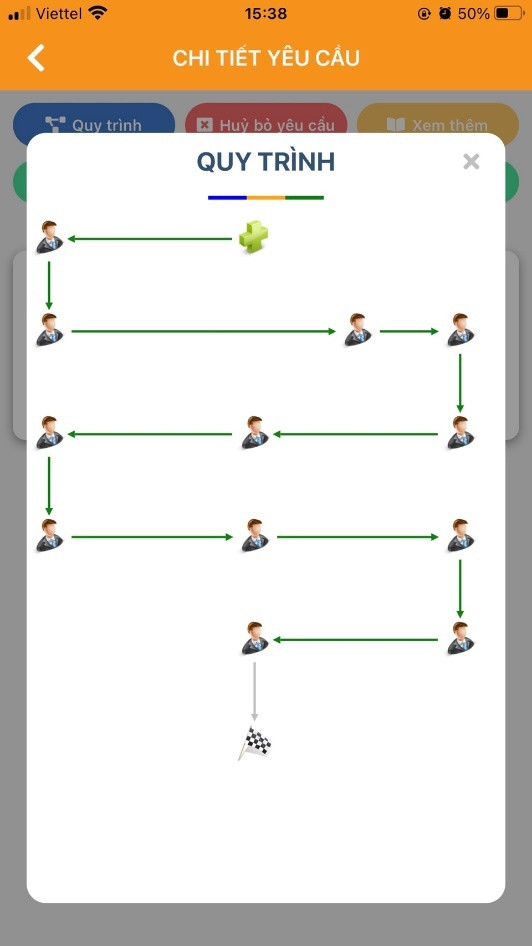 Viettel 15:38 50%
CHI TIẾT YÊU CẦU
Quy trình Huỷ bỏ yêu cầu Xem thêm
QUY TRÌNH